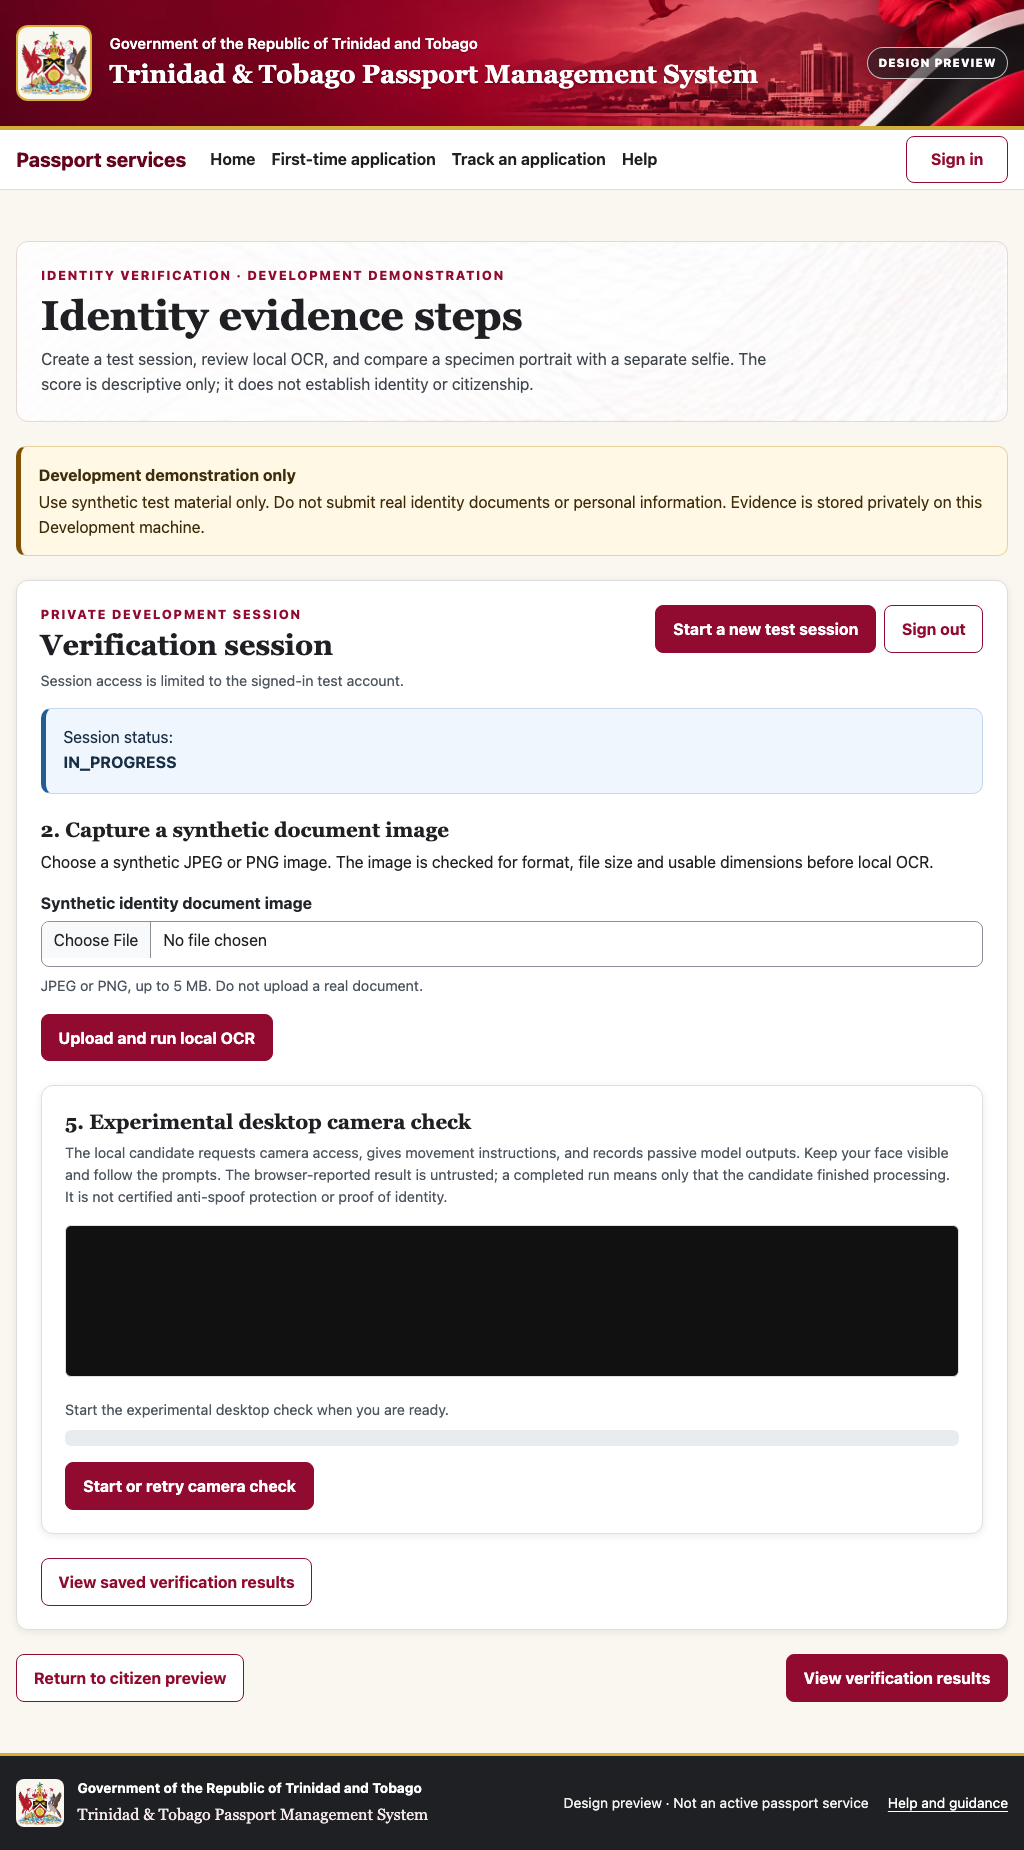 Government of the Republic of Trinidad and Tobago
Trinidad & Tobago Passport Management System
DESIGN PREVIEW
Passport services
Home
First-time application
Track an application
Help
Sign in
IDENTITY VERIFICATION · DEVELOPMENT DEMONSTRATION
Identity evidence steps
Create a test session, review local OCR, and compare a specimen portrait with a separate selfie. The
score is descriptive only; it does not establish identity or citizenship.
Development demonstration only
Use synthetic test material only. Do not submit real identity documents or personal information. Evidence is stored privately on this
Development machine.
PRIVATE DEVELOPMENT SESSION
Verification session
Start a new test session
Sign out
Session access is limited to the signed-in test account.
Session status:
IN_PROGRESS
2. Capture a synthetic document image
Choose a synthetic JPEG or PNG image. The image is checked for format, file size and usable dimensions before local OCR.
Synthetic identity document image
Choose File
No file chosen
JPEG or PNG, up to 5 MB. Do not upload a real document.
Upload and run local OCR
5. Experimental desktop camera check
The local candidate requests camera access, gives movement instructions, and records passive model outputs. Keep your face visible
and follow the prompts. The browser-reported result is untrusted; a completed run means only that the candidate finished processing.
It is not certified anti-spoof protection or proof of identity.
Start the experimental desktop check when you are ready.
Start or retry camera check
View saved verification results
Return to citizen preview
View verification results
Government of the Republic of Trinidad and Tobago
Trinidad & Tobago Passport Management System
Design preview · Not an active passport service
Help and guidance